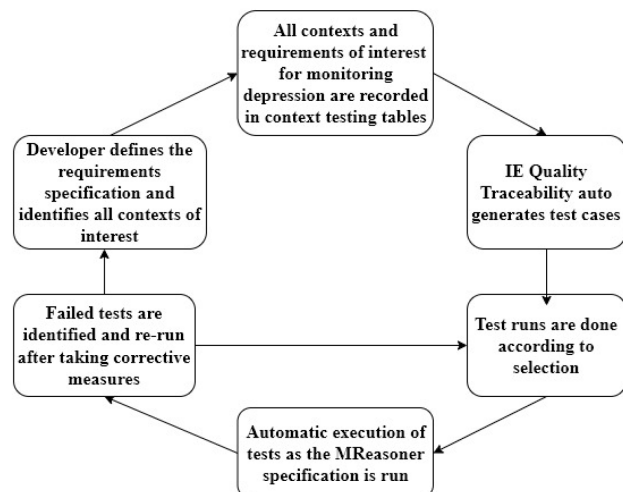 All contexts and
requirements of interest
for monitoring
depression are recorded
in context testing tables
Developer defines the
requirements
specification and
identifies all contexts of
interest
IE Quality
Traceability auto
generates test cases
Failed tests are
identified and re-run
after taking corrective
measures
Test runs are done
according to
selection
Automatic execution of
tests as the MReasoner
specification is run